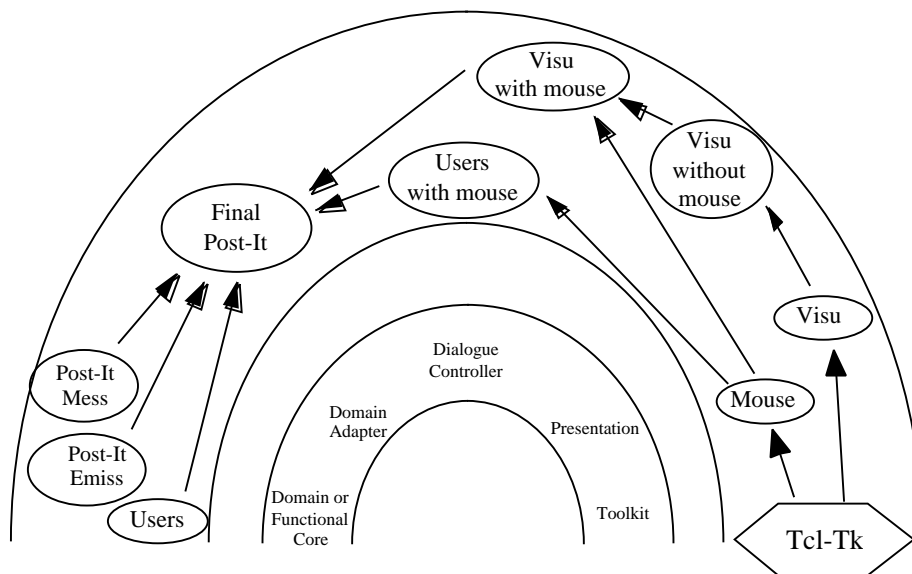 Visu
with mouse
Visu
without
mouse
Users
with mouse
Final
Post-It
Visu
Post-It
Mess
Dialogue
Controller
Mouse
Domain
Adapter
Presentation
Post-It
Emiss
Users
Domain or
Functional
Core
Toolkit
Tcl-Tk